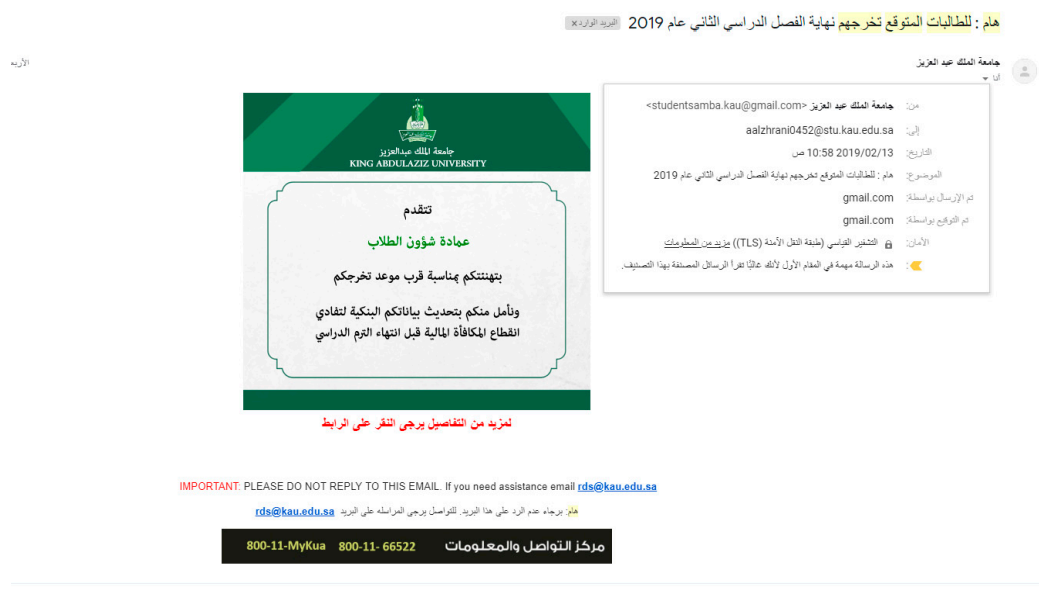 هام : للطالبات المتوقع تخرجهم نهاية الفصل الدراسي الثاني عام 2019 البريد الوارد x
جامعة الملك عبد العزيز
الأربع
أنا
من: جامعة الملك عبد العزيز <studentsamba.kau@gmail.com>
إلى: aalzhrani0452@stu.kau.edu.sa
التاريخ: 2019/02/13 10:58 ص
الموضوع: هام : للطالبات المتوقع تخرجهم نهاية الفصل الدراسي الثاني عام 2019
تم الإرسال بواسطة: gmail.com
تم التوقيع بواسطة: gmail.com
الأمان: التشفير القياسي (طبقة النقل الآمنة (TLS)) مزيد من المعلومات
: هذه الرسالة مهمة في المقام الأول لأنك غالبًا تقرأ الرسائل المصنفة بهذا التصنيف.
جامعة الملك عبدالعزيز
KING ABDULAZIZ UNIVERSITY
تتقدم
عمادة شؤون الطلاب
بتهنئتكم بمناسبة قرب موعد تخرجكم
ونأمل منكم بتحديث بياناتكم البنكية لتفادي
انقطاع المكافأة المالية قبل انتهاء الترم الدراسي
لمزيد من التفاصيل يرجى النقر على الرابط
IMPORTANT: PLEASE DO NOT REPLY TO THIS EMAIL. If you need assistance email rds@kau.edu.sa
هام: برجاء عدم الرد على هذا البريد. للتواصل يرجى المراسله على البريد rds@kau.edu.sa
مركز التواصل والمعلومات 800-11- 66522 800-11-MyKua